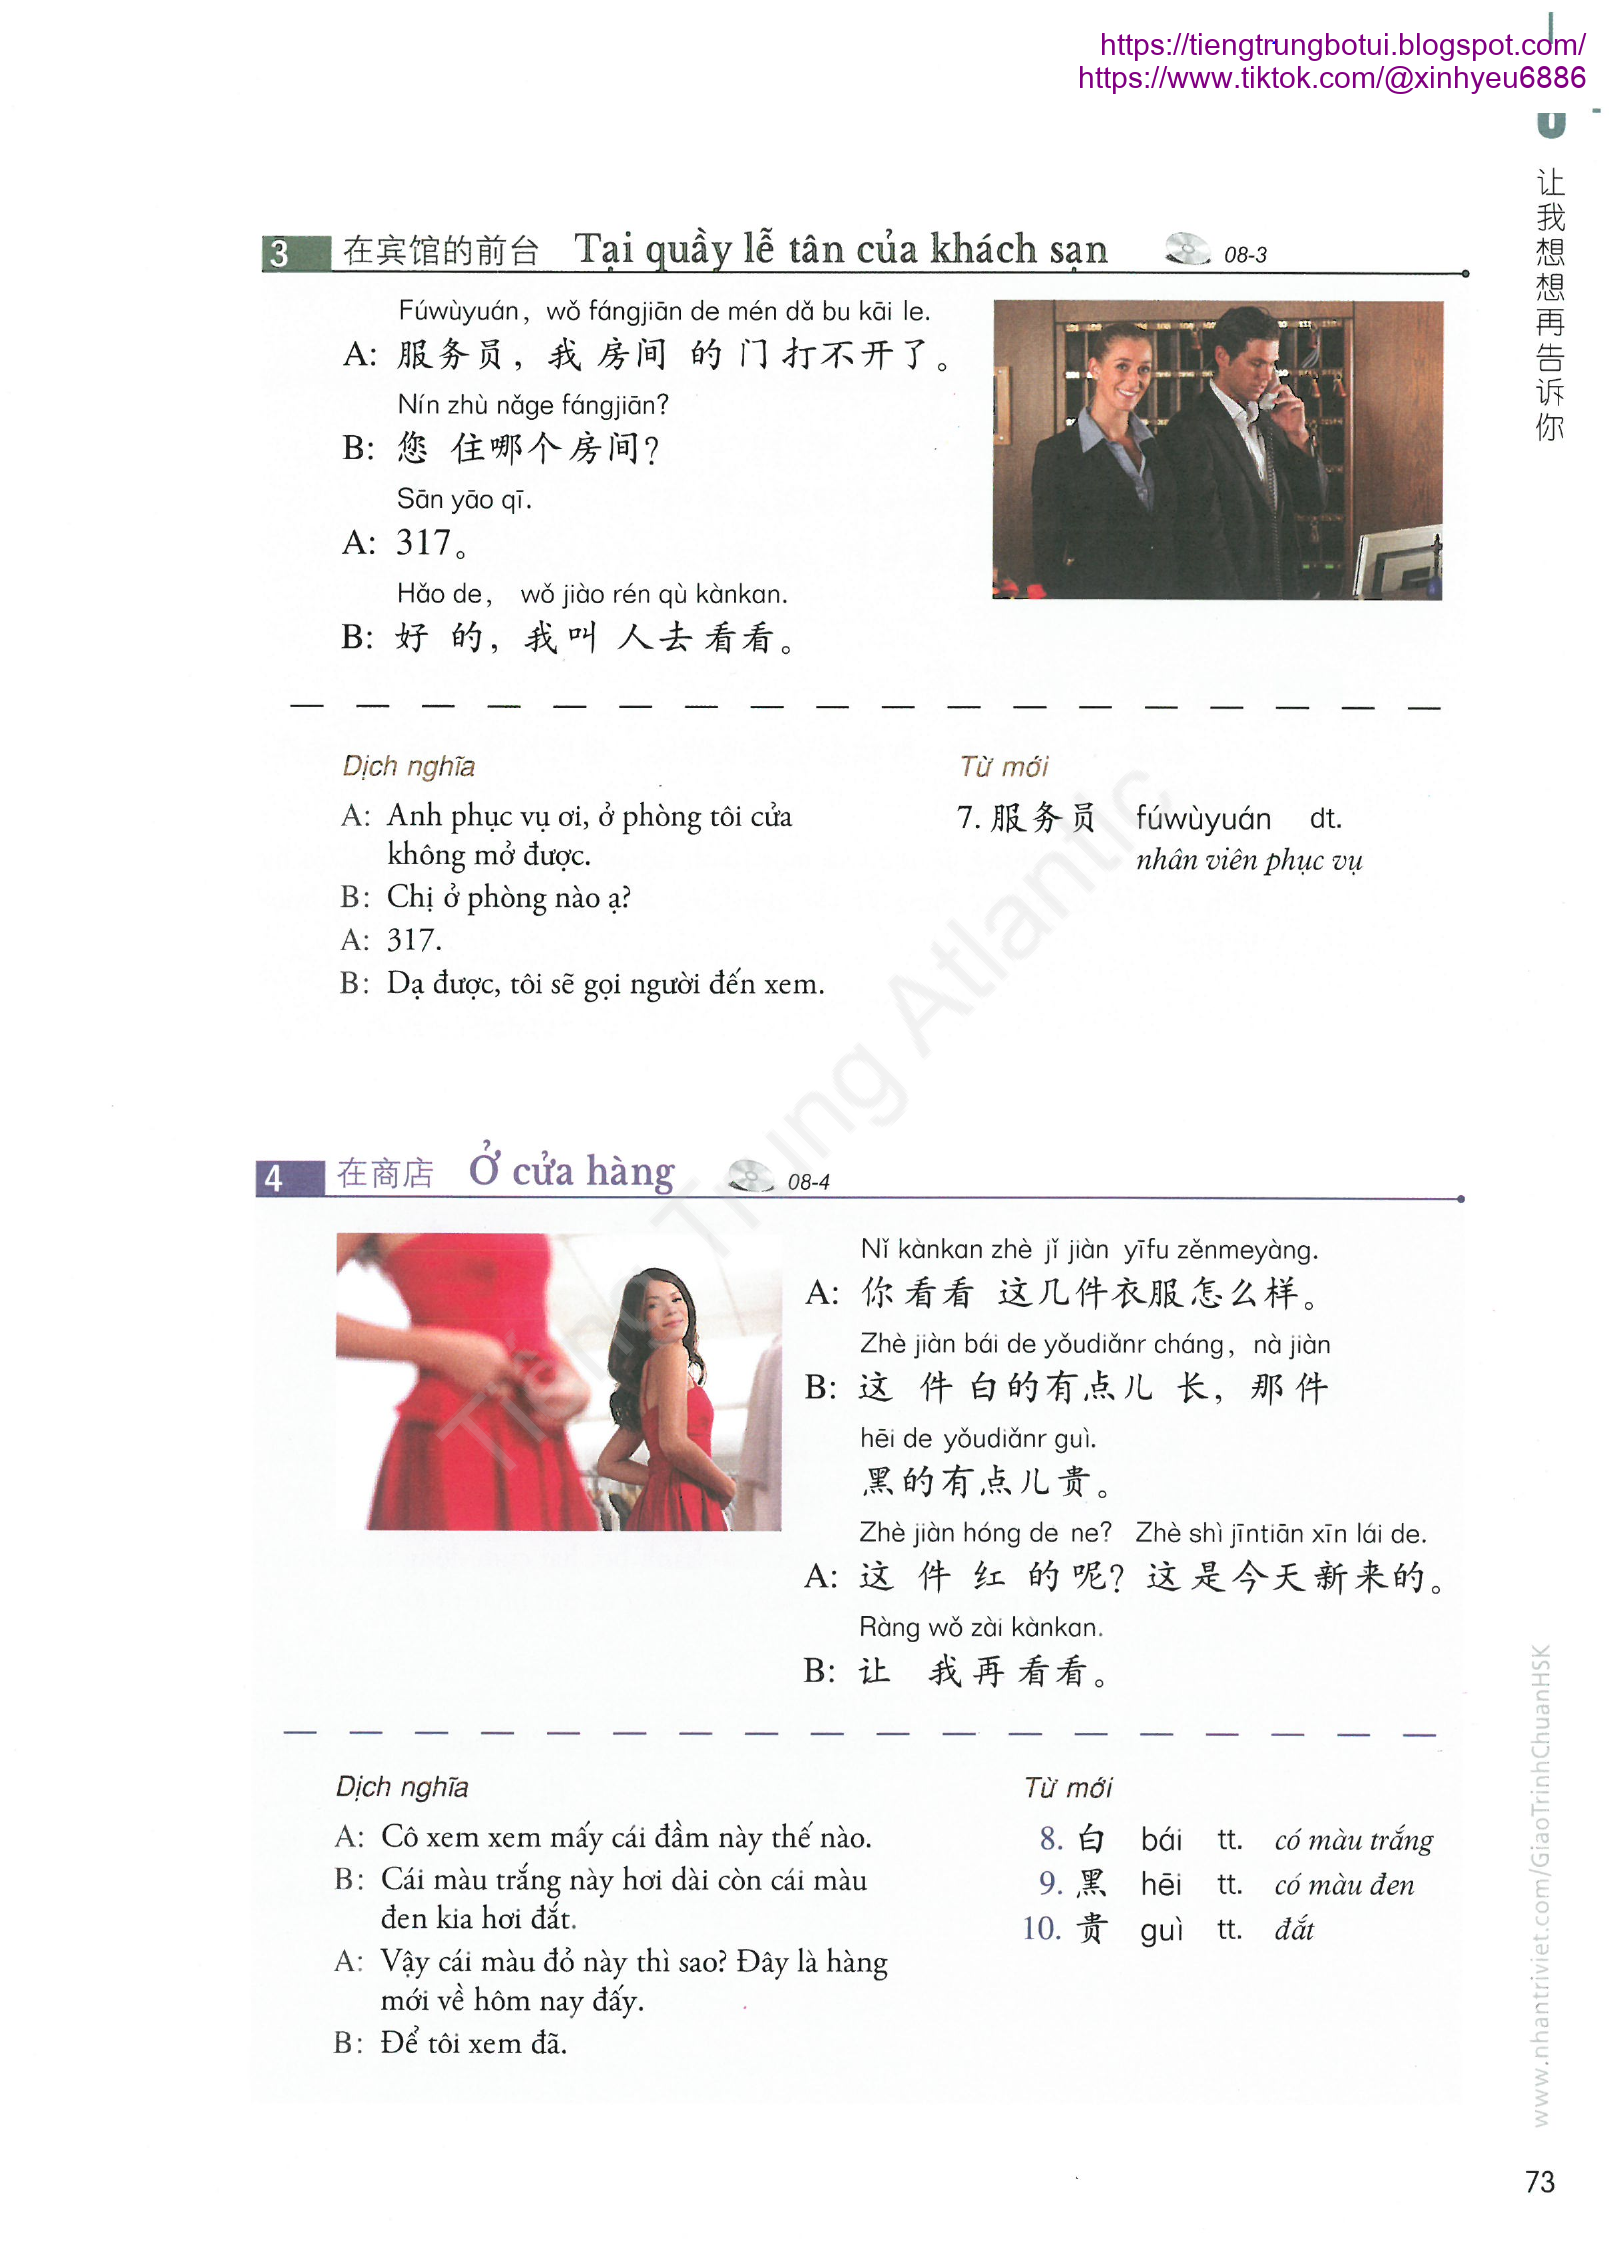 https://tiengtrungbotui.blogspot.com/
https://www.tiktok.com/@xinhyeu6886
让我想想再告诉你
3 在宾馆的前台 Tại quầy lễ tân của khách sạn 08-3
Fúwùyuán, wǒ fángjiān de mén dǎ bu kāi le.
A: 服务员，我房间的门打不开了。
Nín zhù nǎge fángjiān?
B: 您住哪个房间？
Sān yāo qī.
A: 317。
Hǎo de, wǒ jiào rén qù kànkan.
B: 好的，我叫人去看看。
Dịch nghĩa
A: Anh phục vụ ơi, ở phòng tôi cửa
không mở được.
B: Chị ở phòng nào ạ?
A: 317.
B: Dạ được, tôi sẽ gọi người đến xem.
Từ mới
7. 服务员 fúwùyuán dt.
nhân viên phục vụ
Tiếng Trung Atlantic
4 在商店 Ở cửa hàng 08-4
Nǐ kànkan zhè jǐ jiàn yīfu zěnmeyàng.
A: 你看看这几件衣服怎么样。
Zhè jiàn bái de yǒudiǎnr cháng, nà jiàn
B: 这件白的有点儿长，那件
hēi de yǒudiǎnr guì.
黑的有点儿贵。
Zhè jiàn hóng de ne? Zhè shì jīntiān xīn lái de.
A: 这件红的呢？这是今天新来的。
Ràng wǒ zài kànkan.
B: 让我再看看。
Dịch nghĩa
A: Cô xem xem mấy cái đầm này thế nào.
B: Cái màu trắng này hơi dài còn cái màu
đen kia hơi đắt.
A: Vậy cái màu đỏ này thì sao? Đây là hàng
mới về hôm nay đấy.
B: Để tôi xem đã.
Từ mới
8. 白 bái tt. có màu trắng
9. 黑 hēi tt. có màu đen
10. 贵 guì tt. đắt
www.nhantriviet.com/GiaoTrinhChuanHSK
73